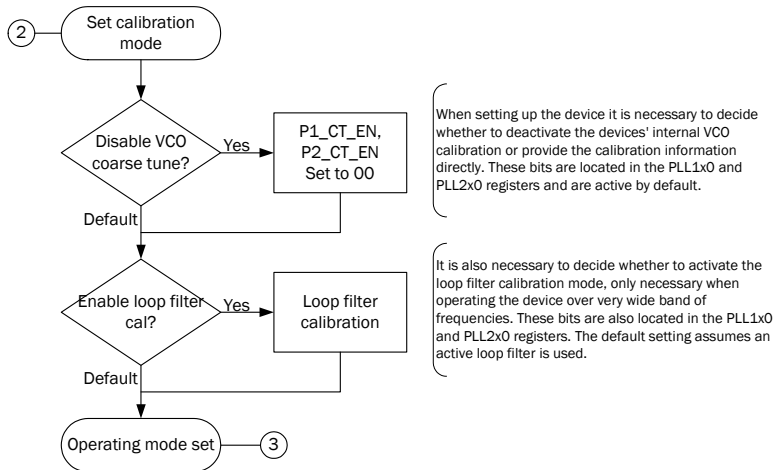 2
Set calibration
mode
Disable VCO
coarse tune?
Yes
P1_CT_EN,
P2_CT_EN
Set to 00
When setting up the device it is necessary to decide
whether to deactivate the devices' internal VCO
calibration or provide the calibration information
directly. These bits are located in the PLL1x0 and
PLL2x0 registers and are active by default.
Default
Enable loop filter
cal?
Yes
Loop filter
calibration
It is also necessary to decide whether to activate the
loop filter calibration mode, only necessary when
operating the device over very wide band of
frequencies. These bits are also located in the PLL1x0
and PLL2x0 registers. The default setting assumes an
active loop filter is used.
Default
Operating mode set
3